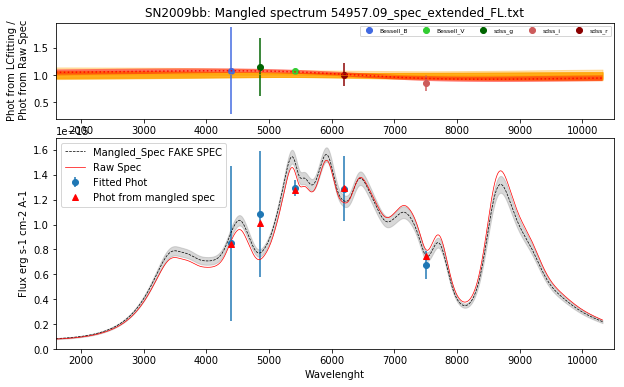 SN2009bb: Mangled spectrum 54957.09_spec_extended_FL.txt
Phot from LCfitting /
Phot from Raw Spec
1.5
1.0
0.5
Bessell_B
Bessell_V
sdss_g
sdss_i
sdss_r
2000 3000 4000 5000 6000 7000 8000 9000 10000
Flux erg s-1 cm-2 A-1
1.6
1.4
1.2
1.0
0.8
0.6
0.4
0.2
0.0
Mangled_Spec FAKE SPEC
Raw Spec
Fitted Phot
Phot from mangled spec
2000 3000 4000 5000 6000 7000 8000 9000 10000
Wavelenght